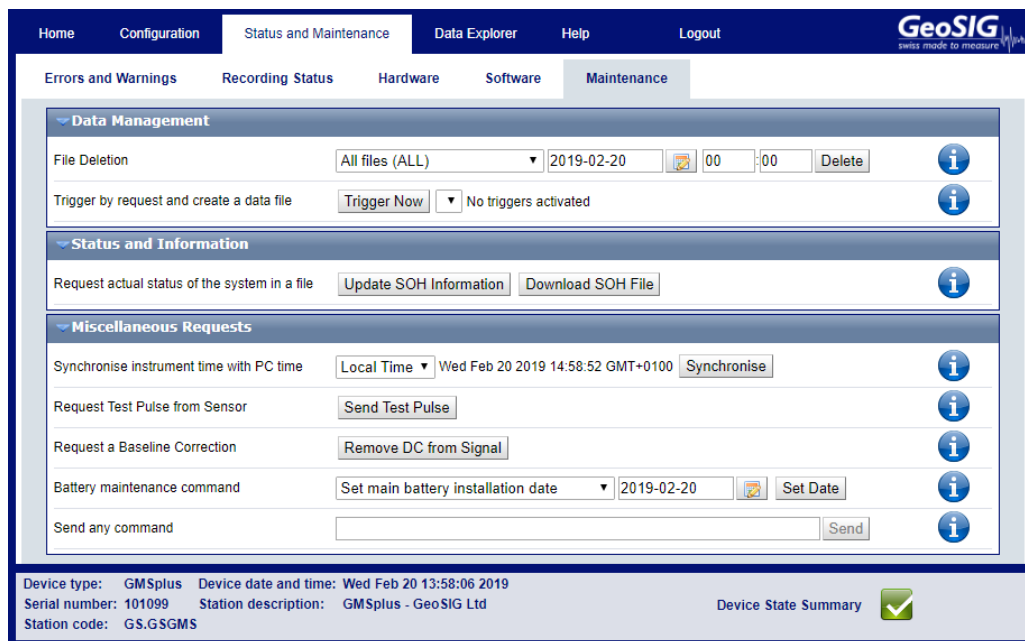 Home Configuration Status and Maintenance Data Explorer Help Logout GeoSIG
swiss made to measure
Errors and Warnings Recording Status Hardware Software Maintenance
Data Management
File Deletion All files (ALL) 2019-02-20 00 :00 Delete
Trigger by request and create a data file Trigger Now No triggers activated
Status and Information
Request actual status of the system in a file Update SOH Information Download SOH File
Miscellaneous Requests
Synchronise instrument time with PC time Local Time Wed Feb 20 2019 14:58:52 GMT+0100 Synchronise
Request Test Pulse from Sensor Send Test Pulse
Request a Baseline Correction Remove DC from Signal
Battery maintenance command Set main battery installation date 2019-02-20 Set Date
Send any command Send
Device type: GMSplus Device date and time: Wed Feb 20 13:58:06 2019
Serial number: 101099 Station description: GMSplus - GeoSIG Ltd Device State Summary
Station code: GS.GSGMS